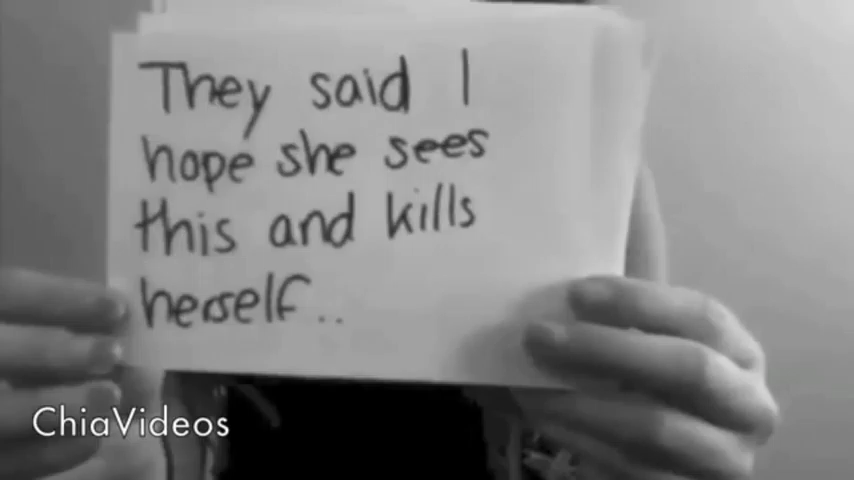 They said I
hope she sees
this and kills
herself..
ChiaVideos